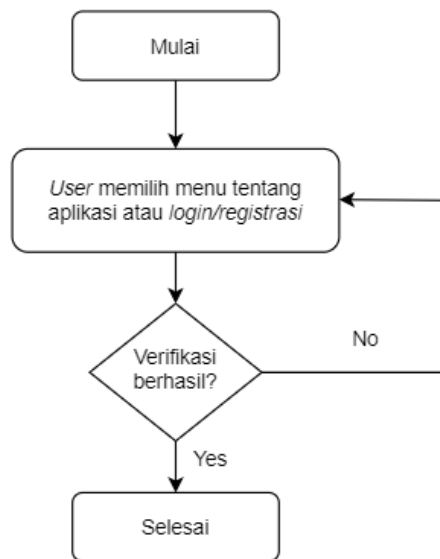 Mulai
User memilih menu tentang
aplikasi atau login/registrasi
Verifikasi
berhasil?
No
Yes
Selesai